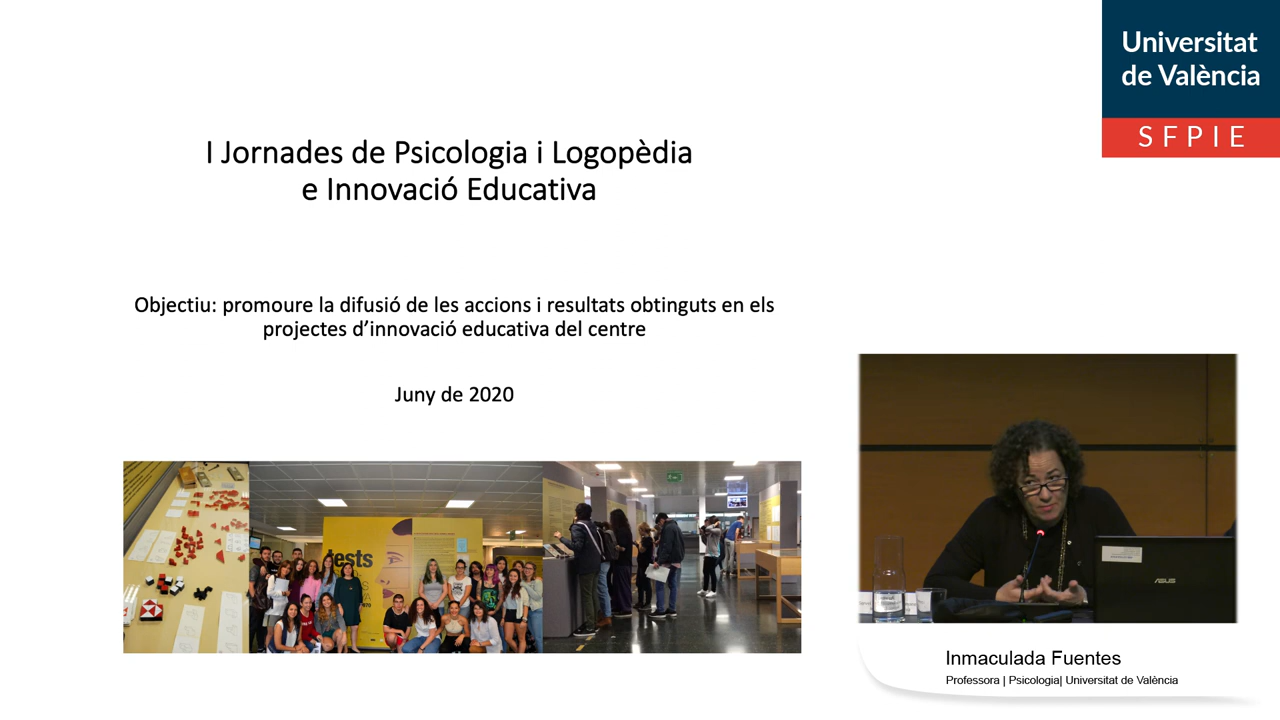 Universitat
de València
SFPIE
I Jornades de Psicologia i Logopèdia
e Innovació Educativa
Objectiu: promoure la difusió de les accions i resultats obtinguts en els
projectes d’innovació educativa del centre
Juny de 2020
tests
ASUS
Inmaculada Fuentes
Professora | Psicologia| Universitat de València